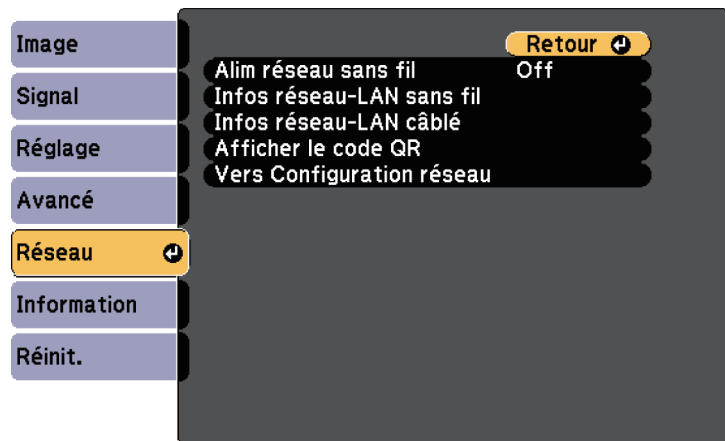 Image
Signal
Réglage
Avancé
Réseau
Information
Réinit.
Retour
Alim réseau sans fil Off
Infos réseau-LAN sans fil
Infos réseau-LAN câblé
Afficher le code QR
Vers Configuration réseau